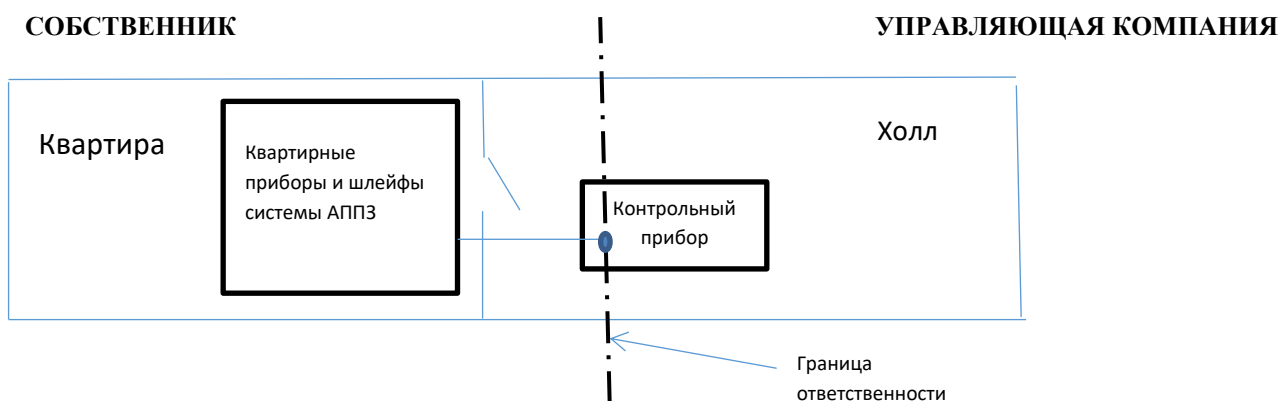 СОБСТВЕННИК
УПРАВЛЯЮЩАЯ КОМПАНИЯ
Квартира
Квартирные
приборы и шлейфы
системы АППЗ
Контрольный
прибор
Холл
Граница
ответственности